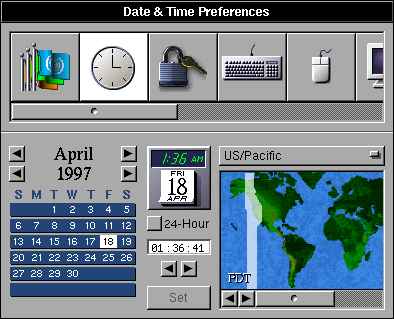 Date & Time Preferences
April
1997
S M T W T F S
1 2 3 4 5
6 7 8 9 10 11 12
13 14 15 16 17 18 19
20 21 22 23 24 25 26
27 28 29 30
1:36 AM
FRI
18
APR
24-Hour
01:36:41
Set
US/Pacific
PDT